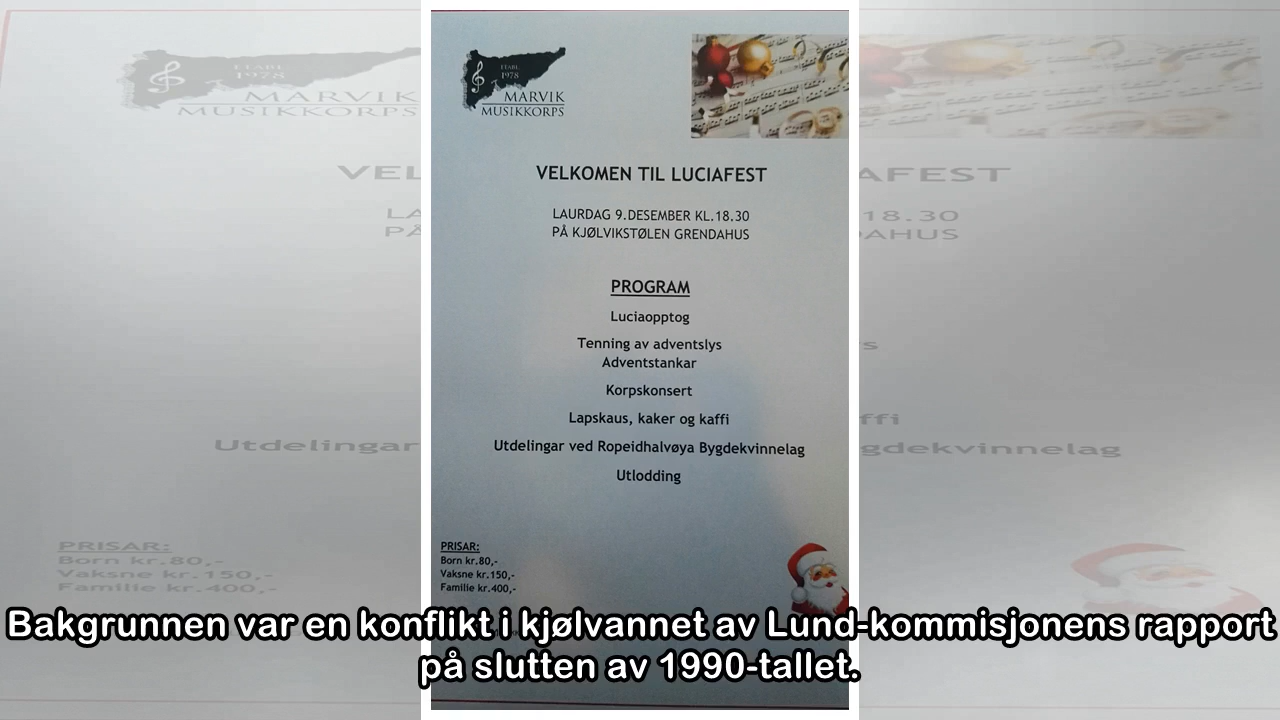 ETABL
1978
MARVIK
MUSIKKORPS
VELKOMEN TIL LUCIAFEST
LAURDAG 9.DESEMBER KL.18.30
PÅ KJØLVIKSTØLEN GRENDAHUS
PROGRAM
Luciaopptog
Tenning av adventslys
Adventstankar
Korpskonsert
Lapskaus, kaker og kaffi
Utdelingar ved Ropeidhalvøya Bygdekvinnelag
Utlodding
PRISAR:
Born kr.80,-
Vaksne kr.150,-
Familie kr.400,-
Bakgrunnen var en konflikt i kjølvannet av Lund-kommisjonens rapport
på slutten av 1990-tallet.